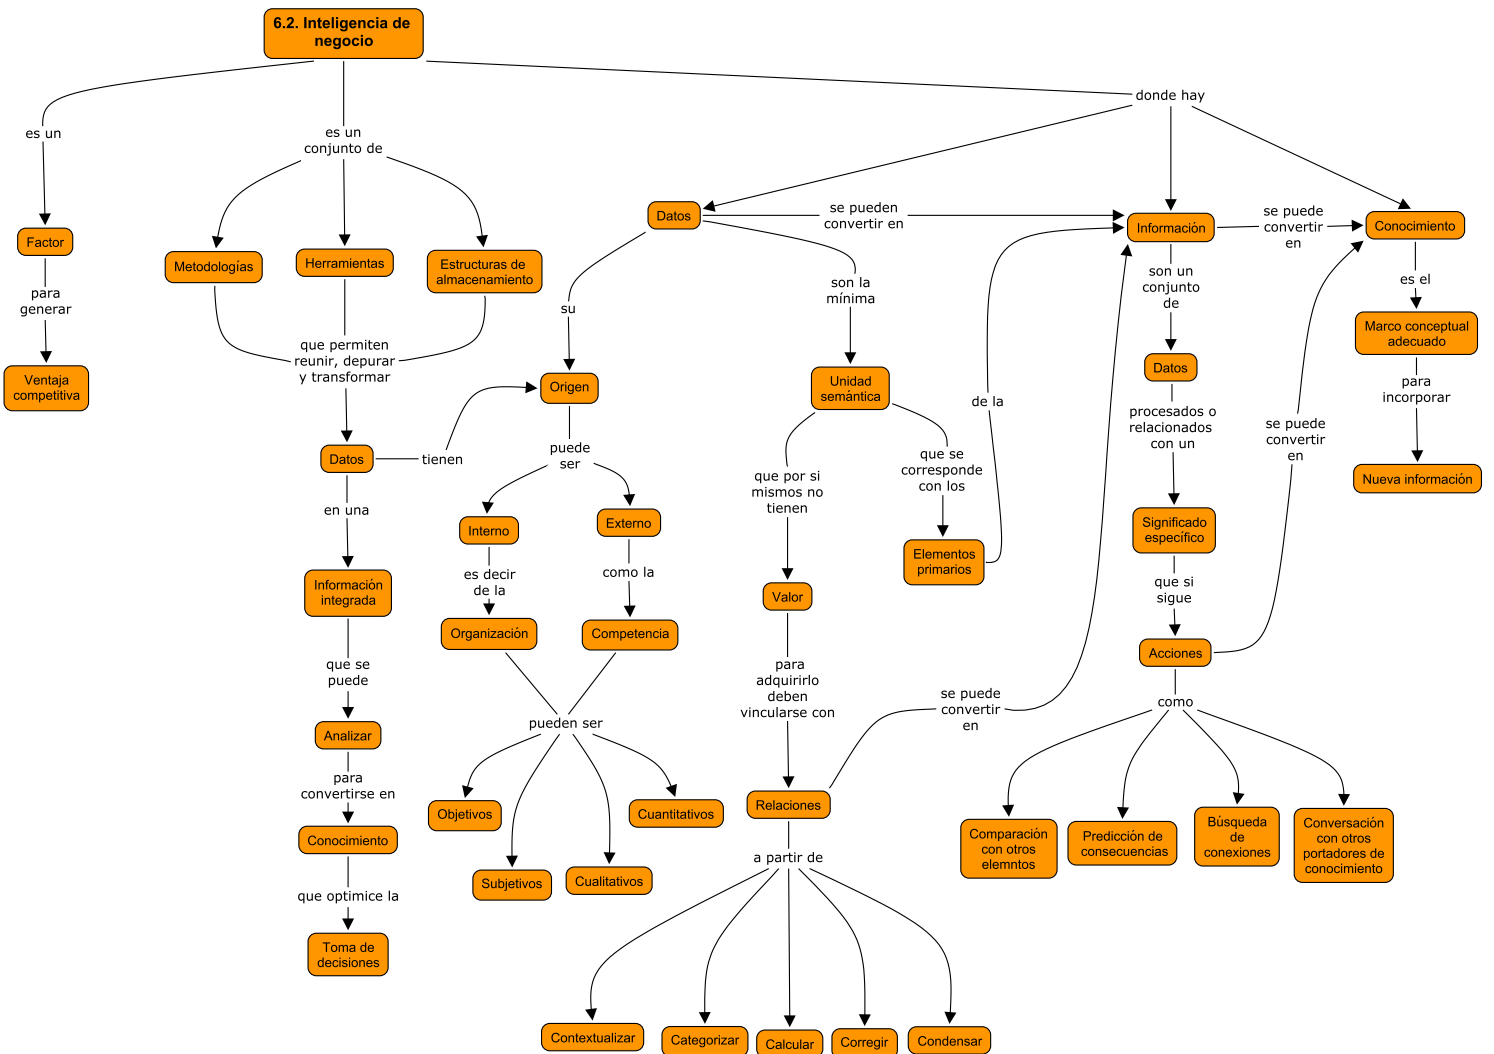 6.2. Inteligencia de
negocio
donde hay
es un
es un
conjunto de
Datos
se pueden
convertir en
Información
se puede
convertir
en
Conocimiento
Factor
Metodologías
Herramientas
Estructuras de
almacenamiento
para
generar
su
son la
mínima
son un
conjunto
de
es el
que permiten
reunir, depurar
y transformar
Marco conceptual
adecuado
Ventaja
competitiva
Origen
Unidad
semántica
de la
Datos
para
incorporar
procesados o
relacionados
con un
se puede
convertir
en
Datos
tienen
puede
ser
que por si
mismos no
tienen
que se
corresponde
con los
Nueva información
en una
Interno
Externo
Significado
específico
Elementos
primarios
Información
integrada
es decir
de la
como la
Valor
que si
sigue
Organización
Competencia
Acciones
que se
puede
para
adquirirlo
deben
vincularse con
se puede
convertir
en
como
Analizar
pueden ser
para
convertirse en
Objetivos
Cuantitativos
Relaciones
Comparación
con otros
elemntos
Predicción de
consecuencias
Búsqueda
de
conexiones
Conversación
con otros
portadores de
conocimiento
Conocimiento
a partir de
Subjetivos
Cualitativos
que optimice la
Toma de
decisiones
Contextualizar
Categorizar
Calcular
Corregir
Condensar